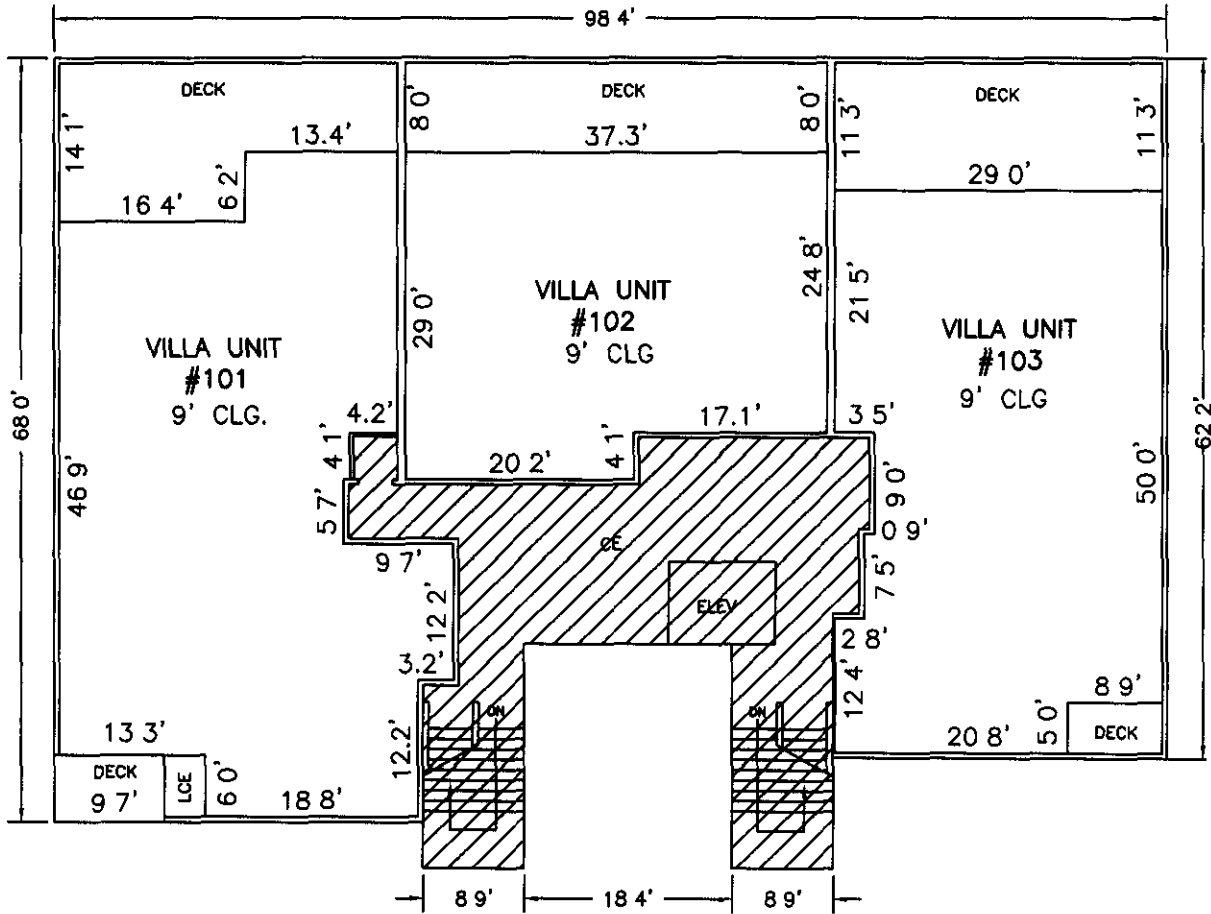 98 4'
DECK
DECK
DECK
14 1'
13.4'
8 0'
37.3'
8 0'
11 3'
11 3'
16 4'
6 2'
29 0'
68 0'
62 2'
VILLA UNIT
#101
9' CLG.
29 0'
VILLA UNIT
#102
9' CLG
24 8'
21 5'
VILLA UNIT
#103
9' CLG
4.2'
4 1'
17.1'
3 5'
46 9'
5 7'
20 2'
4 1'
9 0'
50 0'
0 9'
9 7'
CE
7 5'
12 2'
ELEV
2 8'
3.2'
12 4'
8 9'
13 3'
DN
DN
5 0'
DECK
20 8'
12.2'
DECK
9 7'
LCE
6 0'
18 8'
8 9'
18 4'
8 9'